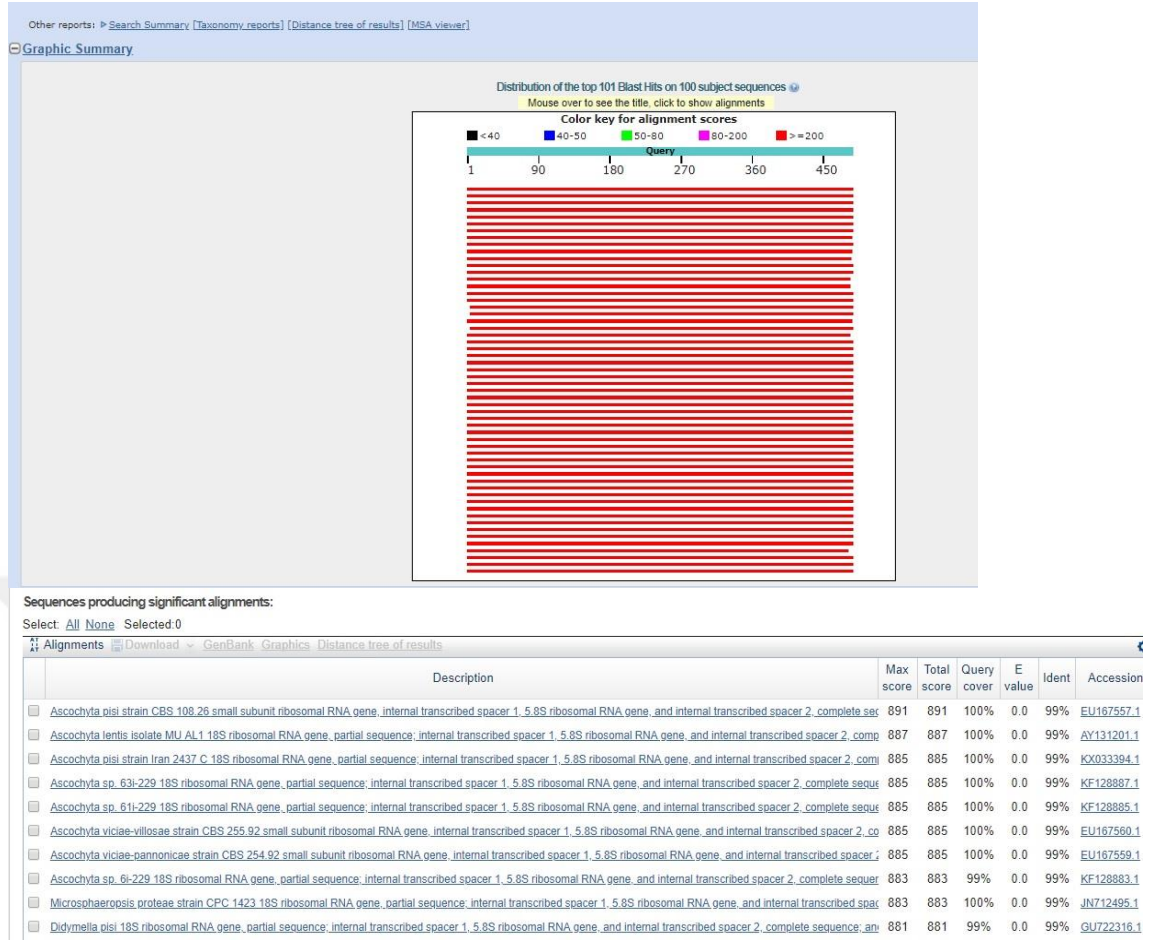 Other reports: Search Summary [Taxonomy reports] [Distance tree of results] [MSA viewer]
Graphic Summary
Distribution of the top 101 Blast Hits on 100 subject sequences
Mouse over to see the title, click to show alignments
Color key for alignment scores
<40 40-50 50-80 80-200 >=200
Query
1 90 180 270 360 450
Sequences producing significant alignments:
Select: All None Selected:0
Alignments Download GenBank Graphics Distance tree of results
Description Max score Total score Query cover E value Ident Accession
Ascochyta pisi strain CBS 108.26 small subunit ribosomal RNA gene, internal transcribed spacer 1, 5.8S ribosomal RNA gene, and internal transcribed spacer 2, complete sec 891 891 100% 0.0 99% EU167557.1
Ascochyta lentis isolate MU AL1 18S ribosomal RNA gene, partial sequence; internal transcribed spacer 1, 5.8S ribosomal RNA gene, and internal transcribed spacer 2, comp 887 887 100% 0.0 99% AY131201.1
Ascochyta pisi strain Iran 2437 C 18S ribosomal RNA gene, partial sequence; internal transcribed spacer 1, 5.8S ribosomal RNA gene, and internal transcribed spacer 2, com 885 885 100% 0.0 99% KX033394.1
Ascochyta sp. 63i-229 18S ribosomal RNA gene, partial sequence; internal transcribed spacer 1, 5.8S ribosomal RNA gene, and internal transcribed spacer 2, complete seque 885 885 100% 0.0 99% KF128887.1
Ascochyta sp. 61i-229 18S ribosomal RNA gene, partial sequence; internal transcribed spacer 1, 5.8S ribosomal RNA gene, and internal transcribed spacer 2, complete seque 885 885 100% 0.0 99% KF128885.1
Ascochyta viciae-villosae strain CBS 255.92 small subunit ribosomal RNA gene, internal transcribed spacer 1, 5.8S ribosomal RNA gene, and internal transcribed spacer 2, co 885 885 100% 0.0 99% EU167560.1
Ascochyta viciae-pannonicae strain CBS 254.92 small subunit ribosomal RNA gene, internal transcribed spacer 1, 5.8S ribosomal RNA gene, and internal transcribed spacer 2 885 885 100% 0.0 99% EU167559.1
Ascochyta sp. 6i-229 18S ribosomal RNA gene, partial sequence; internal transcribed spacer 1, 5.8S ribosomal RNA gene, and internal transcribed spacer 2, complete sequer 883 883 99% 0.0 99% KF128883.1
Microsphaeropsis proteae strain CPC 1423 18S ribosomal RNA gene, partial sequence; internal transcribed spacer 1, 5.8S ribosomal RNA gene, and internal transcribed spac 883 883 100% 0.0 99% JN712495.1
Didymella pisi 18S ribosomal RNA gene, partial sequence; internal transcribed spacer 1, 5.8S ribosomal RNA gene, and internal transcribed spacer 2, complete sequence; an 881 881 99% 0.0 99% GU722316.1